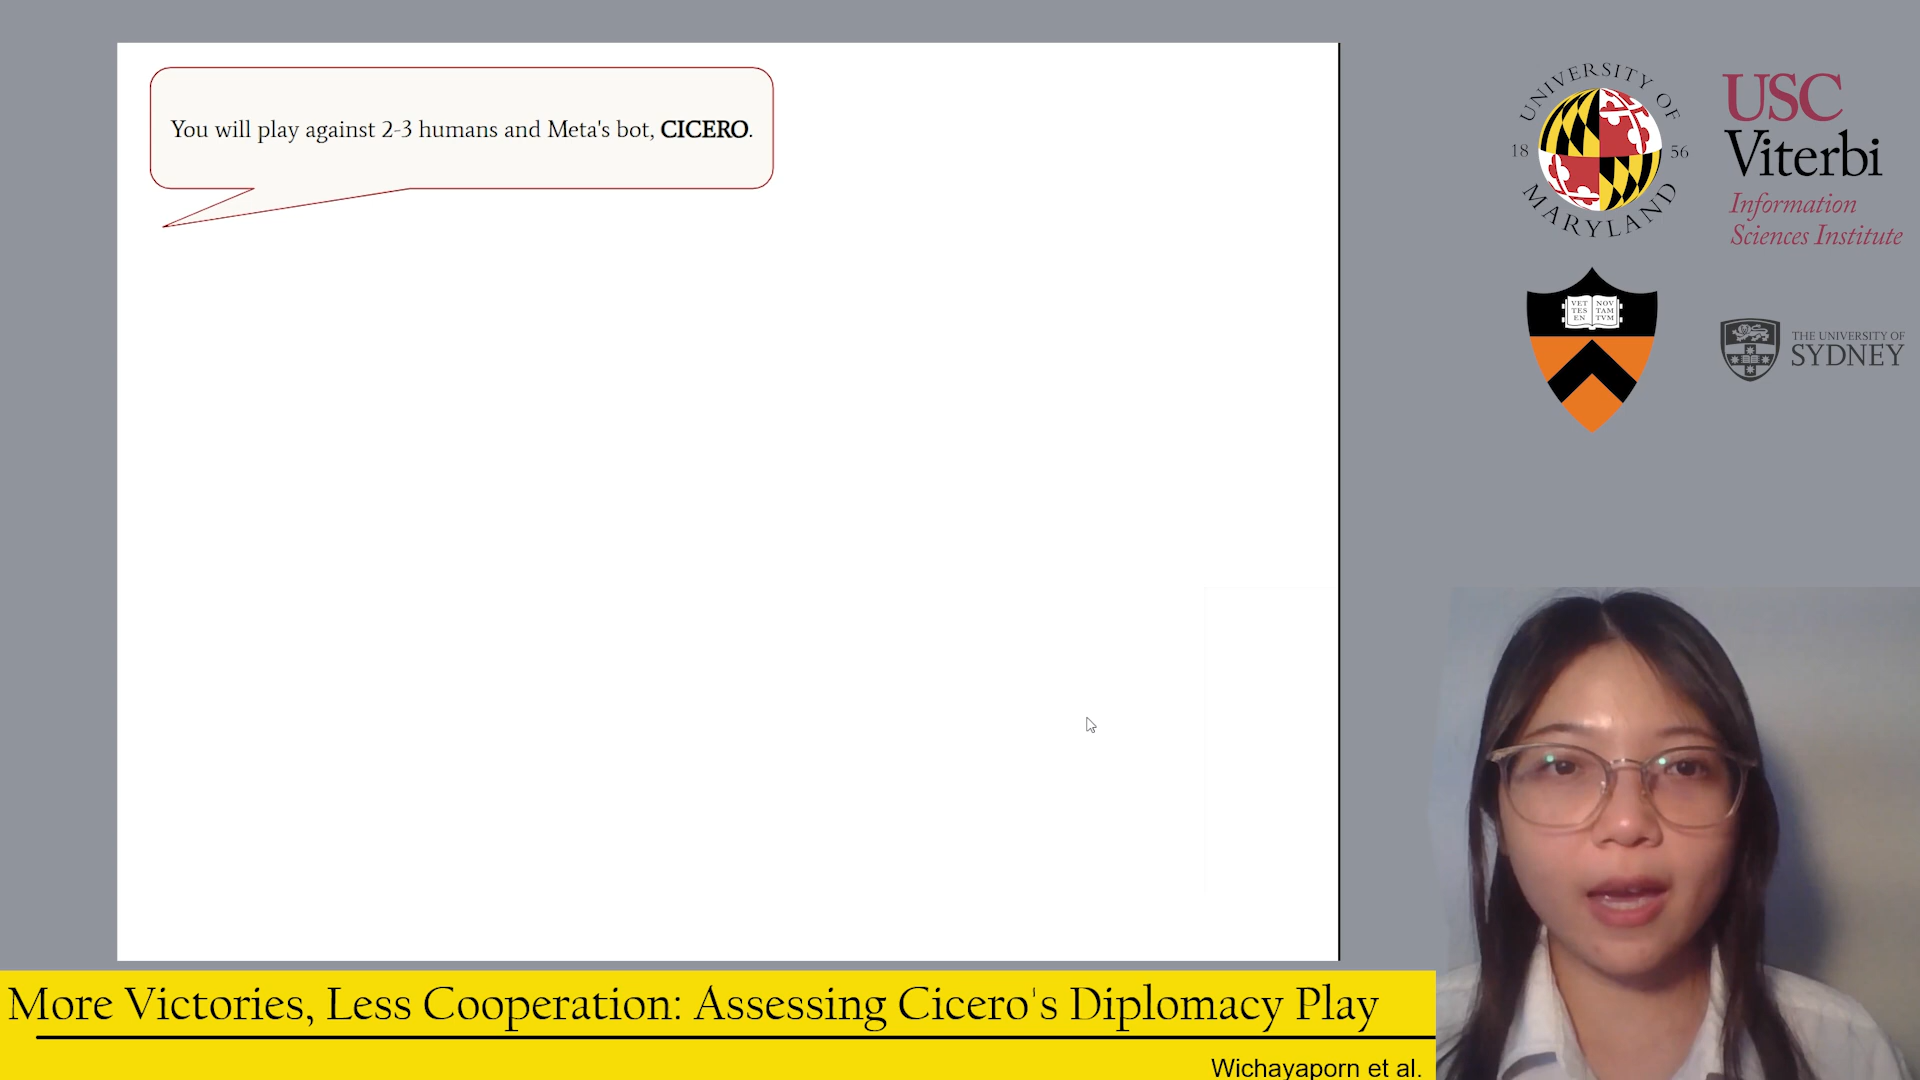 You will play against 2-3 humans and Meta's bot, CICERO.
UNIVERSITY OF
18 56
MARYLAND
USC
Viterbi
Information
Sciences Institute
VET NOV
TES TAM
EN TVM
THE UNIVERSITY OF
SYDNEY
More Victories, Less Cooperation: Assessing Cicero's Diplomacy Play
Wichayaporn et al.